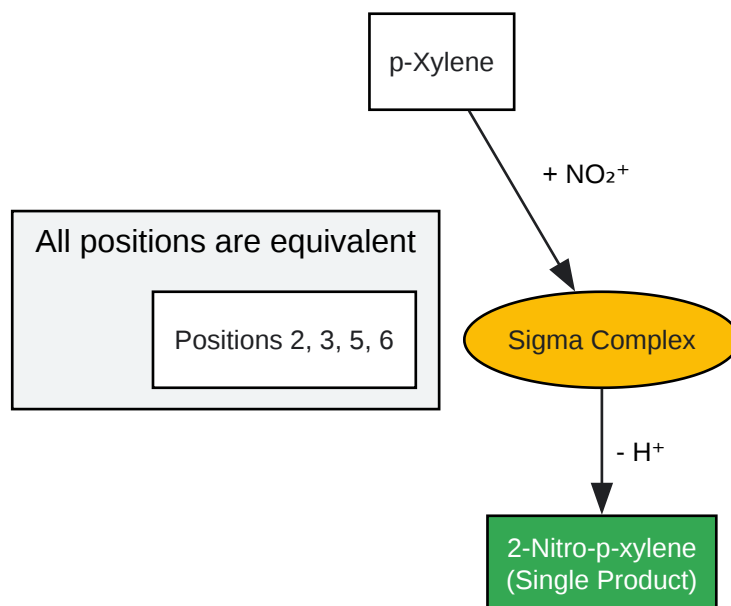 p-Xylene
+ NO₂⁺
All positions are equivalent
Positions 2, 3, 5, 6
Sigma Complex
- H⁺
2-Nitro-p-xylene
(Single Product)